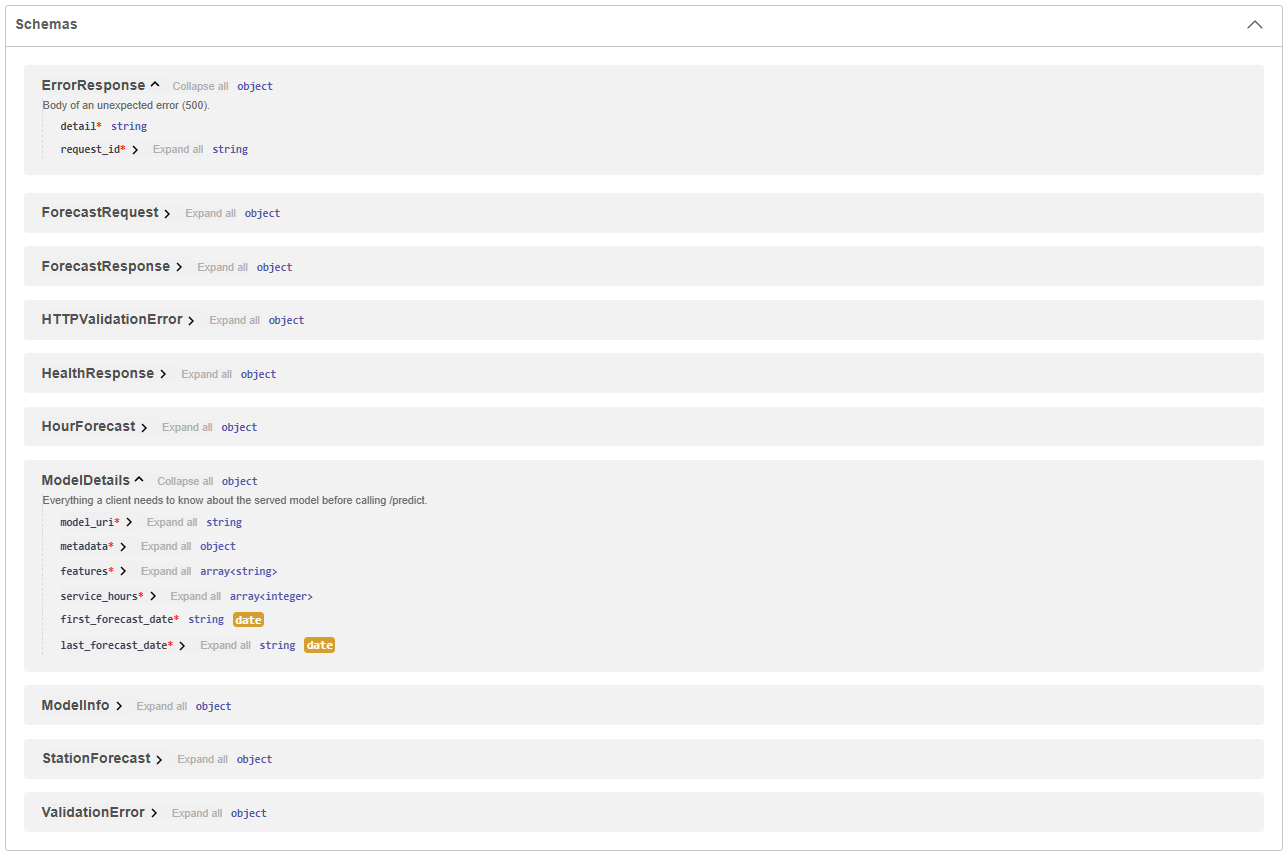 Schemas
ErrorResponse Collapse all object
Body of an unexpected error (500).
detail* string
request_id* Expand all string
ForecastRequest Expand all object
ForecastResponse Expand all object
HTTPValidationError Expand all object
HealthResponse Expand all object
HourForecast Expand all object
ModelDetails Collapse all object
Everything a client needs to know about the served model before calling /predict.
model_uri* Expand all string
metadata* Expand all object
features* Expand all array<string>
service_hours* Expand all array<integer>
first_forecast_date* string date
last_forecast_date* Expand all string date
ModelInfo Expand all object
StationForecast Expand all object
ValidationError Expand all object